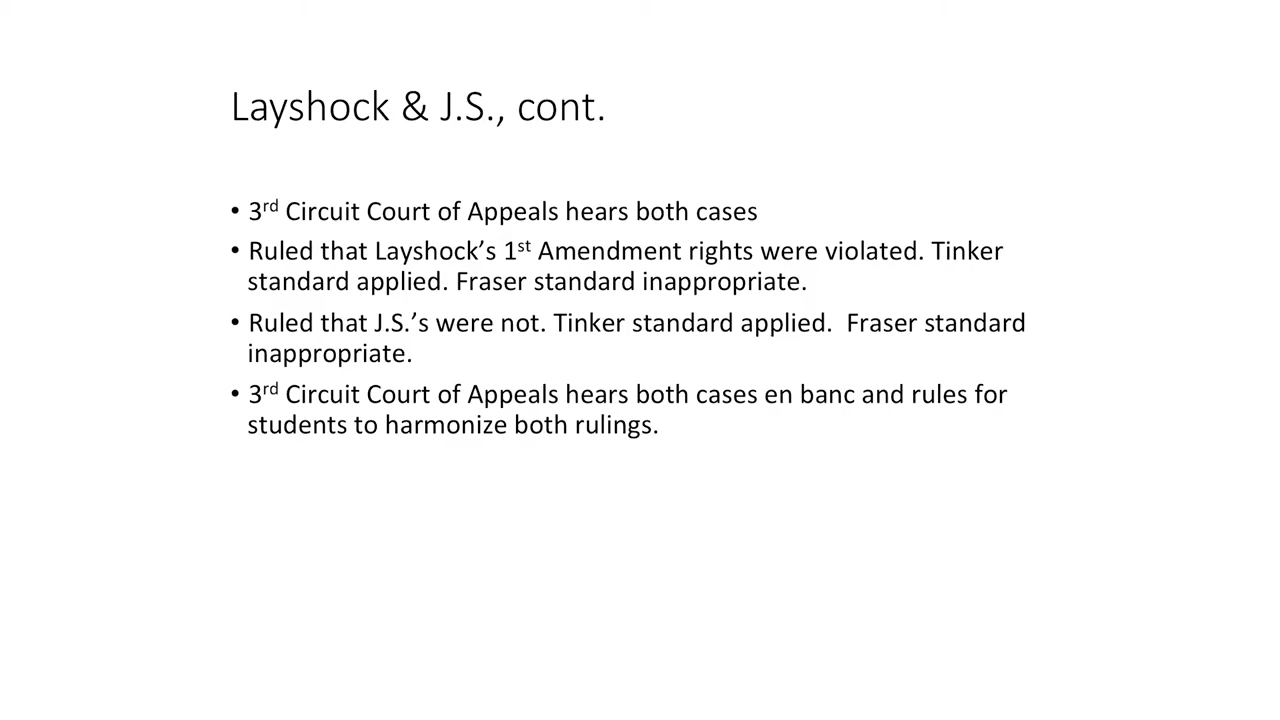 Layshock & J.S., cont.
• 3rd Circuit Court of Appeals hears both cases
• Ruled that Layshock’s 1st Amendment rights were violated. Tinker
standard applied. Fraser standard inappropriate.
• Ruled that J.S.’s were not. Tinker standard applied.  Fraser standard
inappropriate.
• 3rd Circuit Court of Appeals hears both cases en banc and rules for
students to harmonize both rulings.